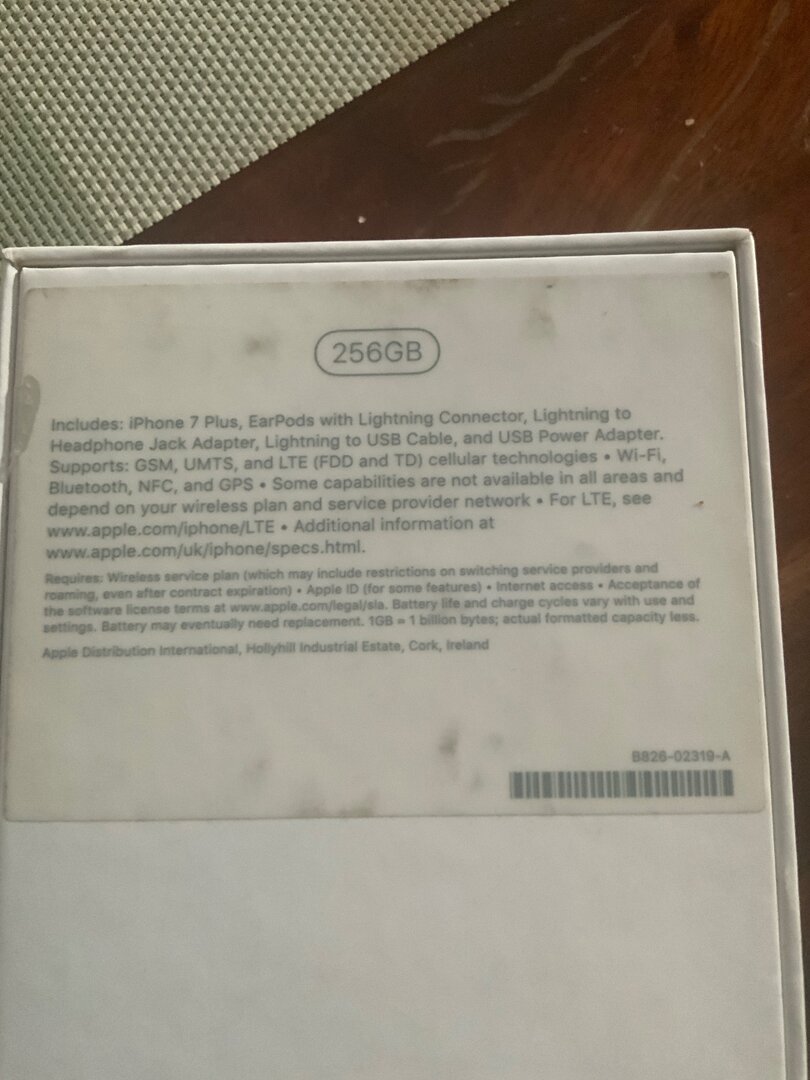 256GB
Includes: iPhone 7 Plus, EarPods with Lightning Connector, Lightning to
Headphone Jack Adapter, Lightning to USB Cable, and USB Power Adapter.
Supports: GSM, UMTS, and LTE (FDD and TD) cellular technologies • Wi-Fi,
Bluetooth, NFC, and GPS • Some capabilities are not available in all areas and
depend on your wireless plan and service provider network • For LTE, see
www.apple.com/iphone/LTE • Additional information at
www.apple.com/uk/iphone/specs.html.
Requires: Wireless service plan (which may include restrictions on switching service providers and
roaming, even after contract expiration) • Apple ID (for some features) • Internet access • Acceptance of
the software license terms at www.apple.com/legal/sla. Battery life and charge cycles vary with use and
settings. Battery may eventually need replacement. 1GB = 1 billion bytes; actual formatted capacity less.
Apple Distribution International, Hollyhill Industrial Estate, Cork, Ireland
B826-02319-A